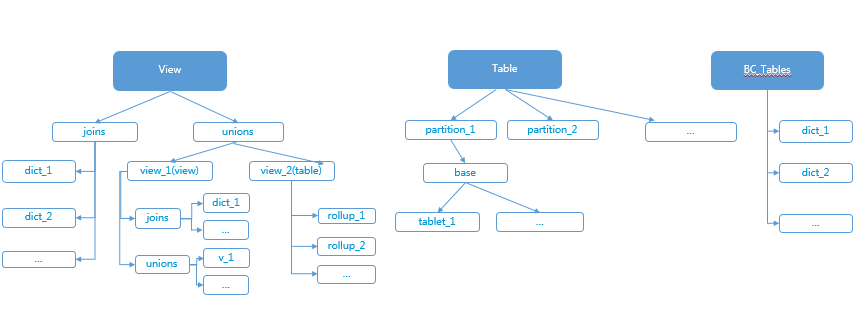 View
Table
BC_Tables
joins
unions
partition_1
partition_2
...
dict_1
dict_1
view_1(view)
view_2(table)
base
dict_2
dict_2
joins
dict_1
...
rollup_1
tablet_1
...
...
...
unions
v_1
...
rollup_2
...